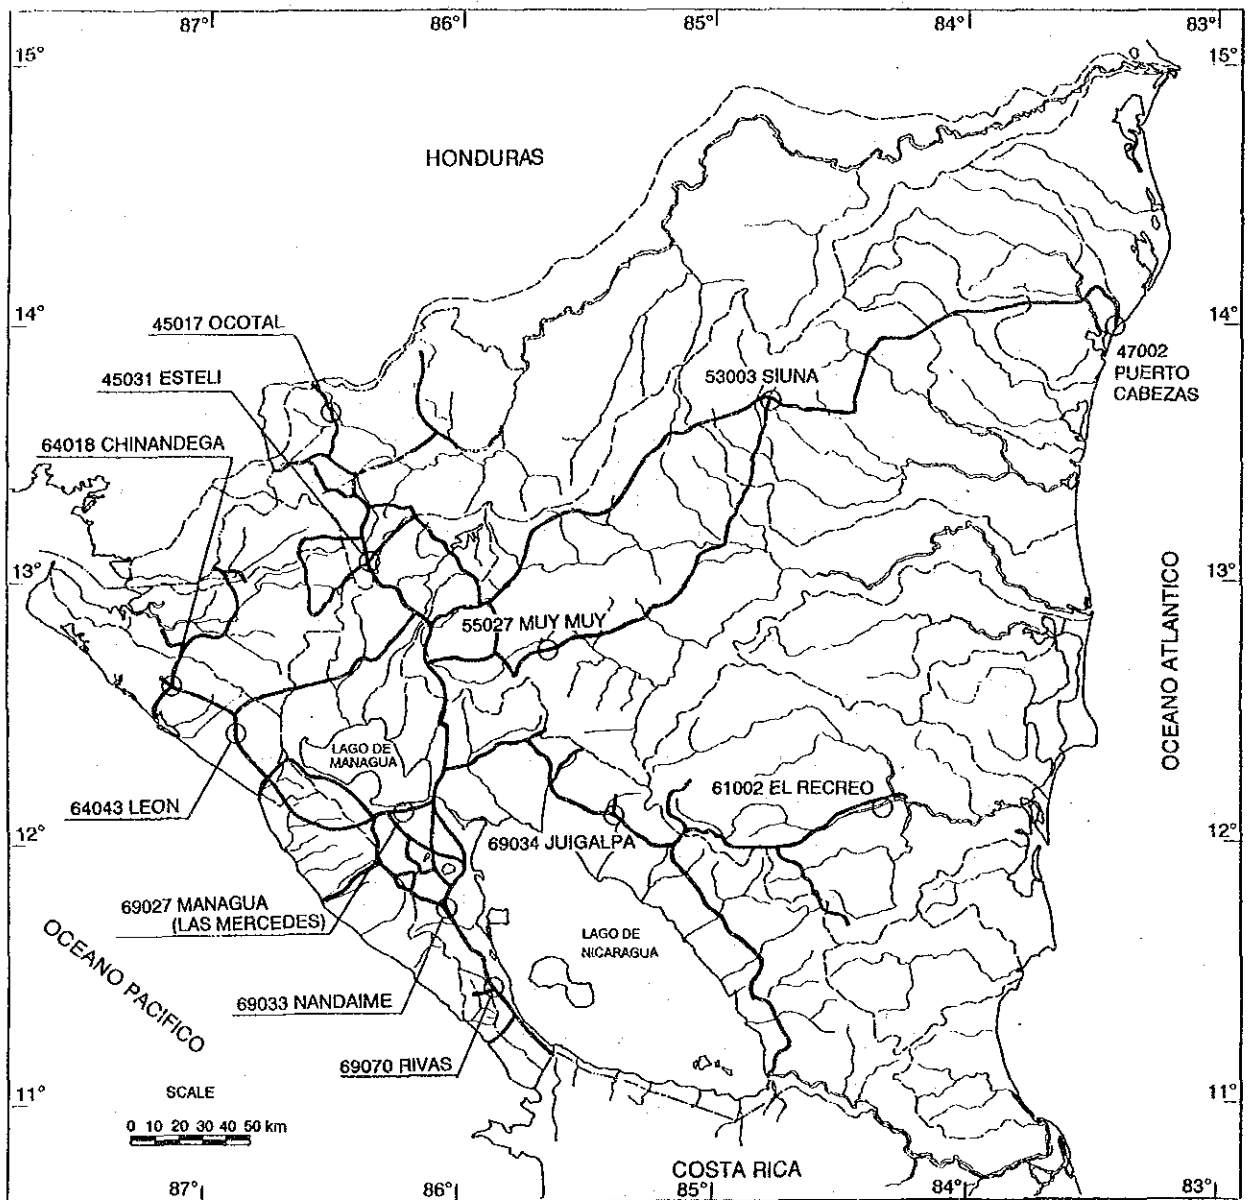 87° 86° 85° 84° 83°
15° 15°
HONDURAS
14° 14°
45017 OCOTAL
45031 ESTELI
64018 CHINANDEGA
53003 SIUNA
47002
PUERTO
CABEZAS
13° 13°
55027 MUY MUY
OCEANO ATLANTICO
LAGO DE
MANAGUA
64043 LEON
61002 EL RECREO
12° 12°
69034 JUIGALPA
69027 MANAGUA
(LAS MERCEDES)
OCEANO PACIFICO
LAGO DE
NICARAGUA
69033 NANDAIME
69070 RIVAS
11° 11°
SCALE
0 10 20 30 40 50 km
COSTA RICA
87° 86° 85° 84° 83°